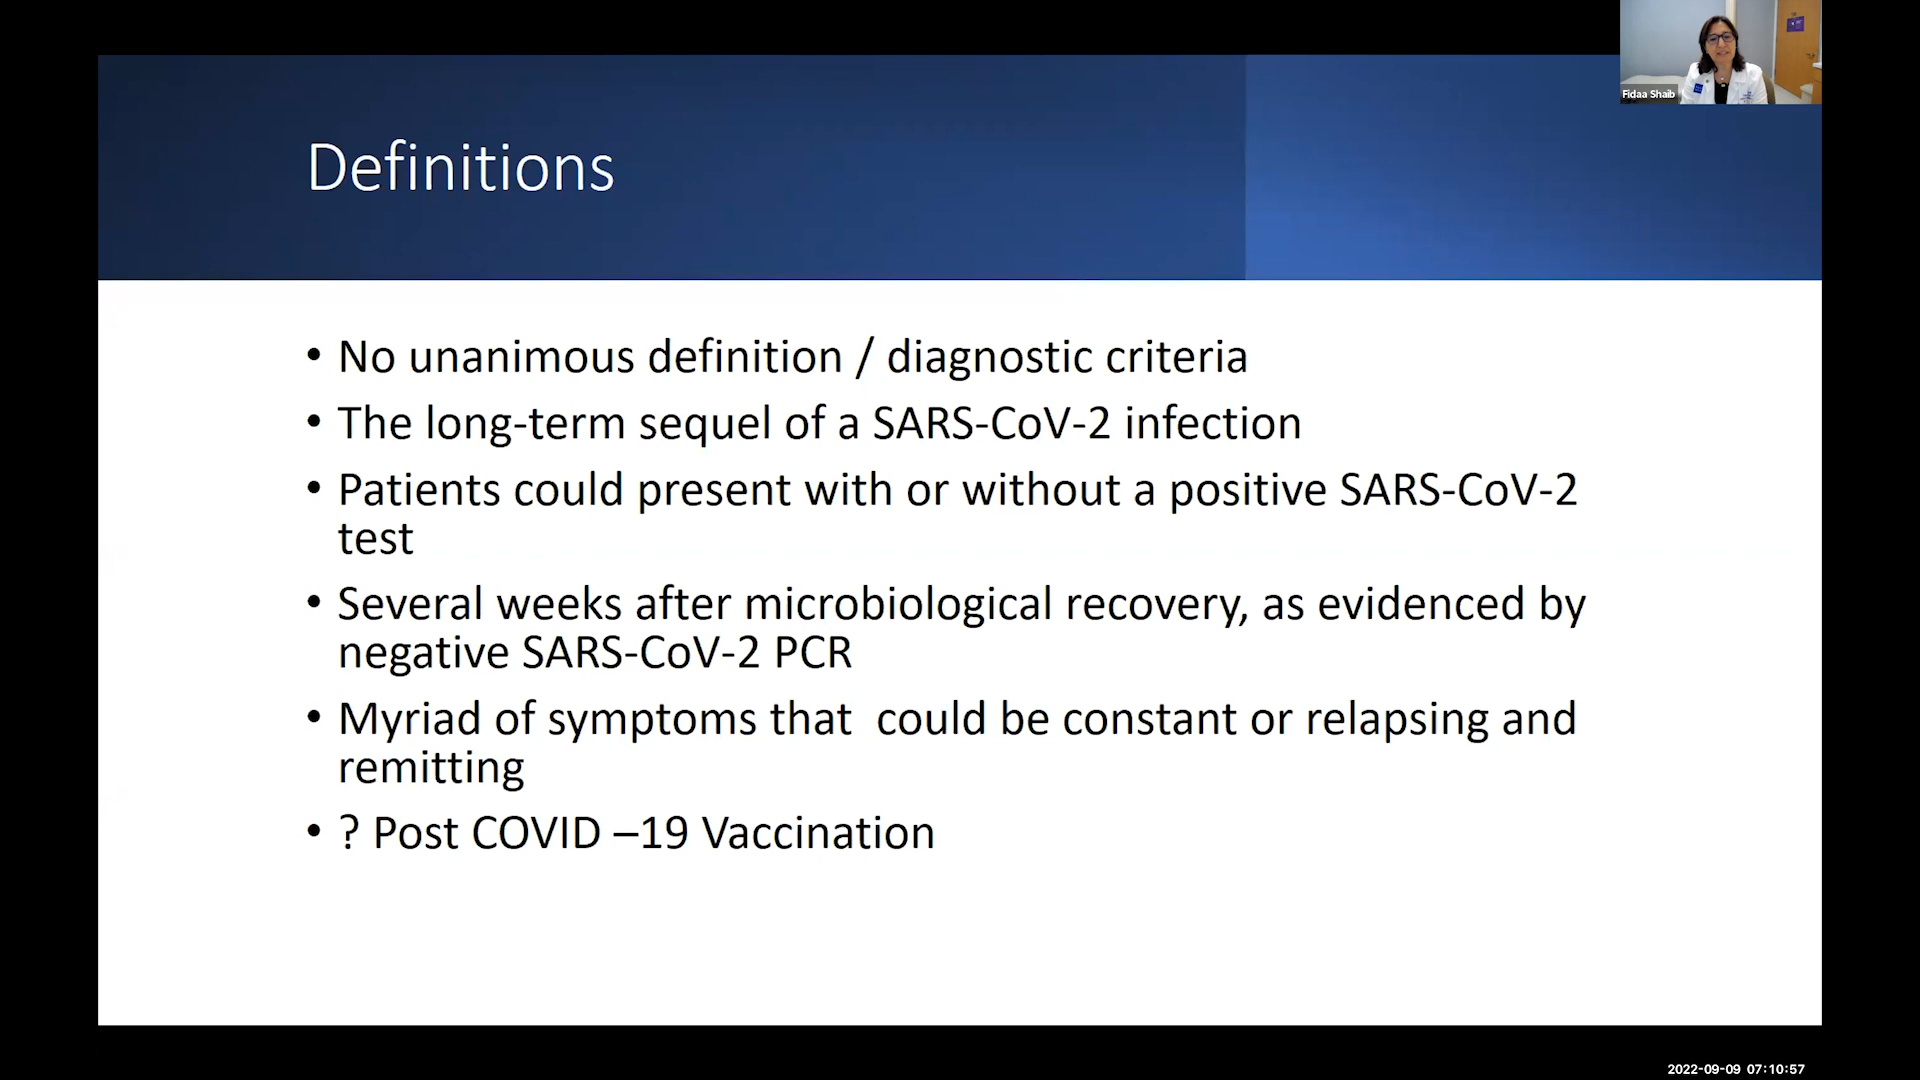 Fidaa Shaib
Definitions
• No unanimous definition / diagnostic criteria
• The long-term sequel of a SARS-CoV-2 infection
• Patients could present with or without a positive SARS-CoV-2
test
• Several weeks after microbiological recovery, as evidenced by
negative SARS-CoV-2 PCR
• Myriad of symptoms that  could be constant or relapsing and
remitting
• ? Post COVID –19 Vaccination
2022-09-09 07:10:57